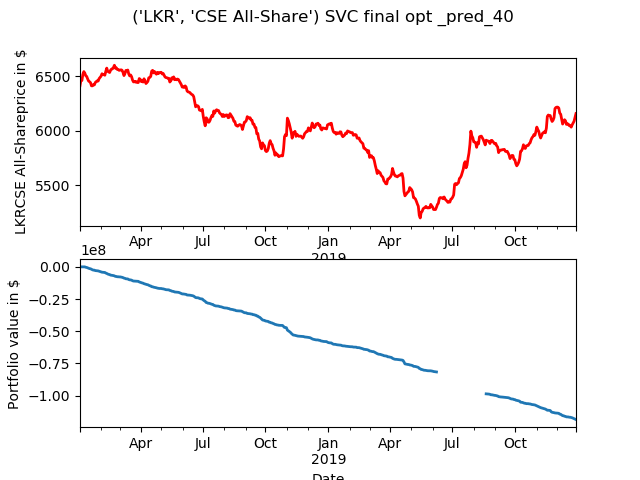 ('LKR', 'CSE All-Share') SVC final opt _pred_40
LKRCSE All-Shareprice in $
6500
6000
5500
Apr Jul Oct Jan Apr Jul Oct
2019
1e8
Portfolio value in $
0.00
−0.25
−0.50
−0.75
−1.00
Apr Jul Oct Jan Apr Jul Oct
2019
Date